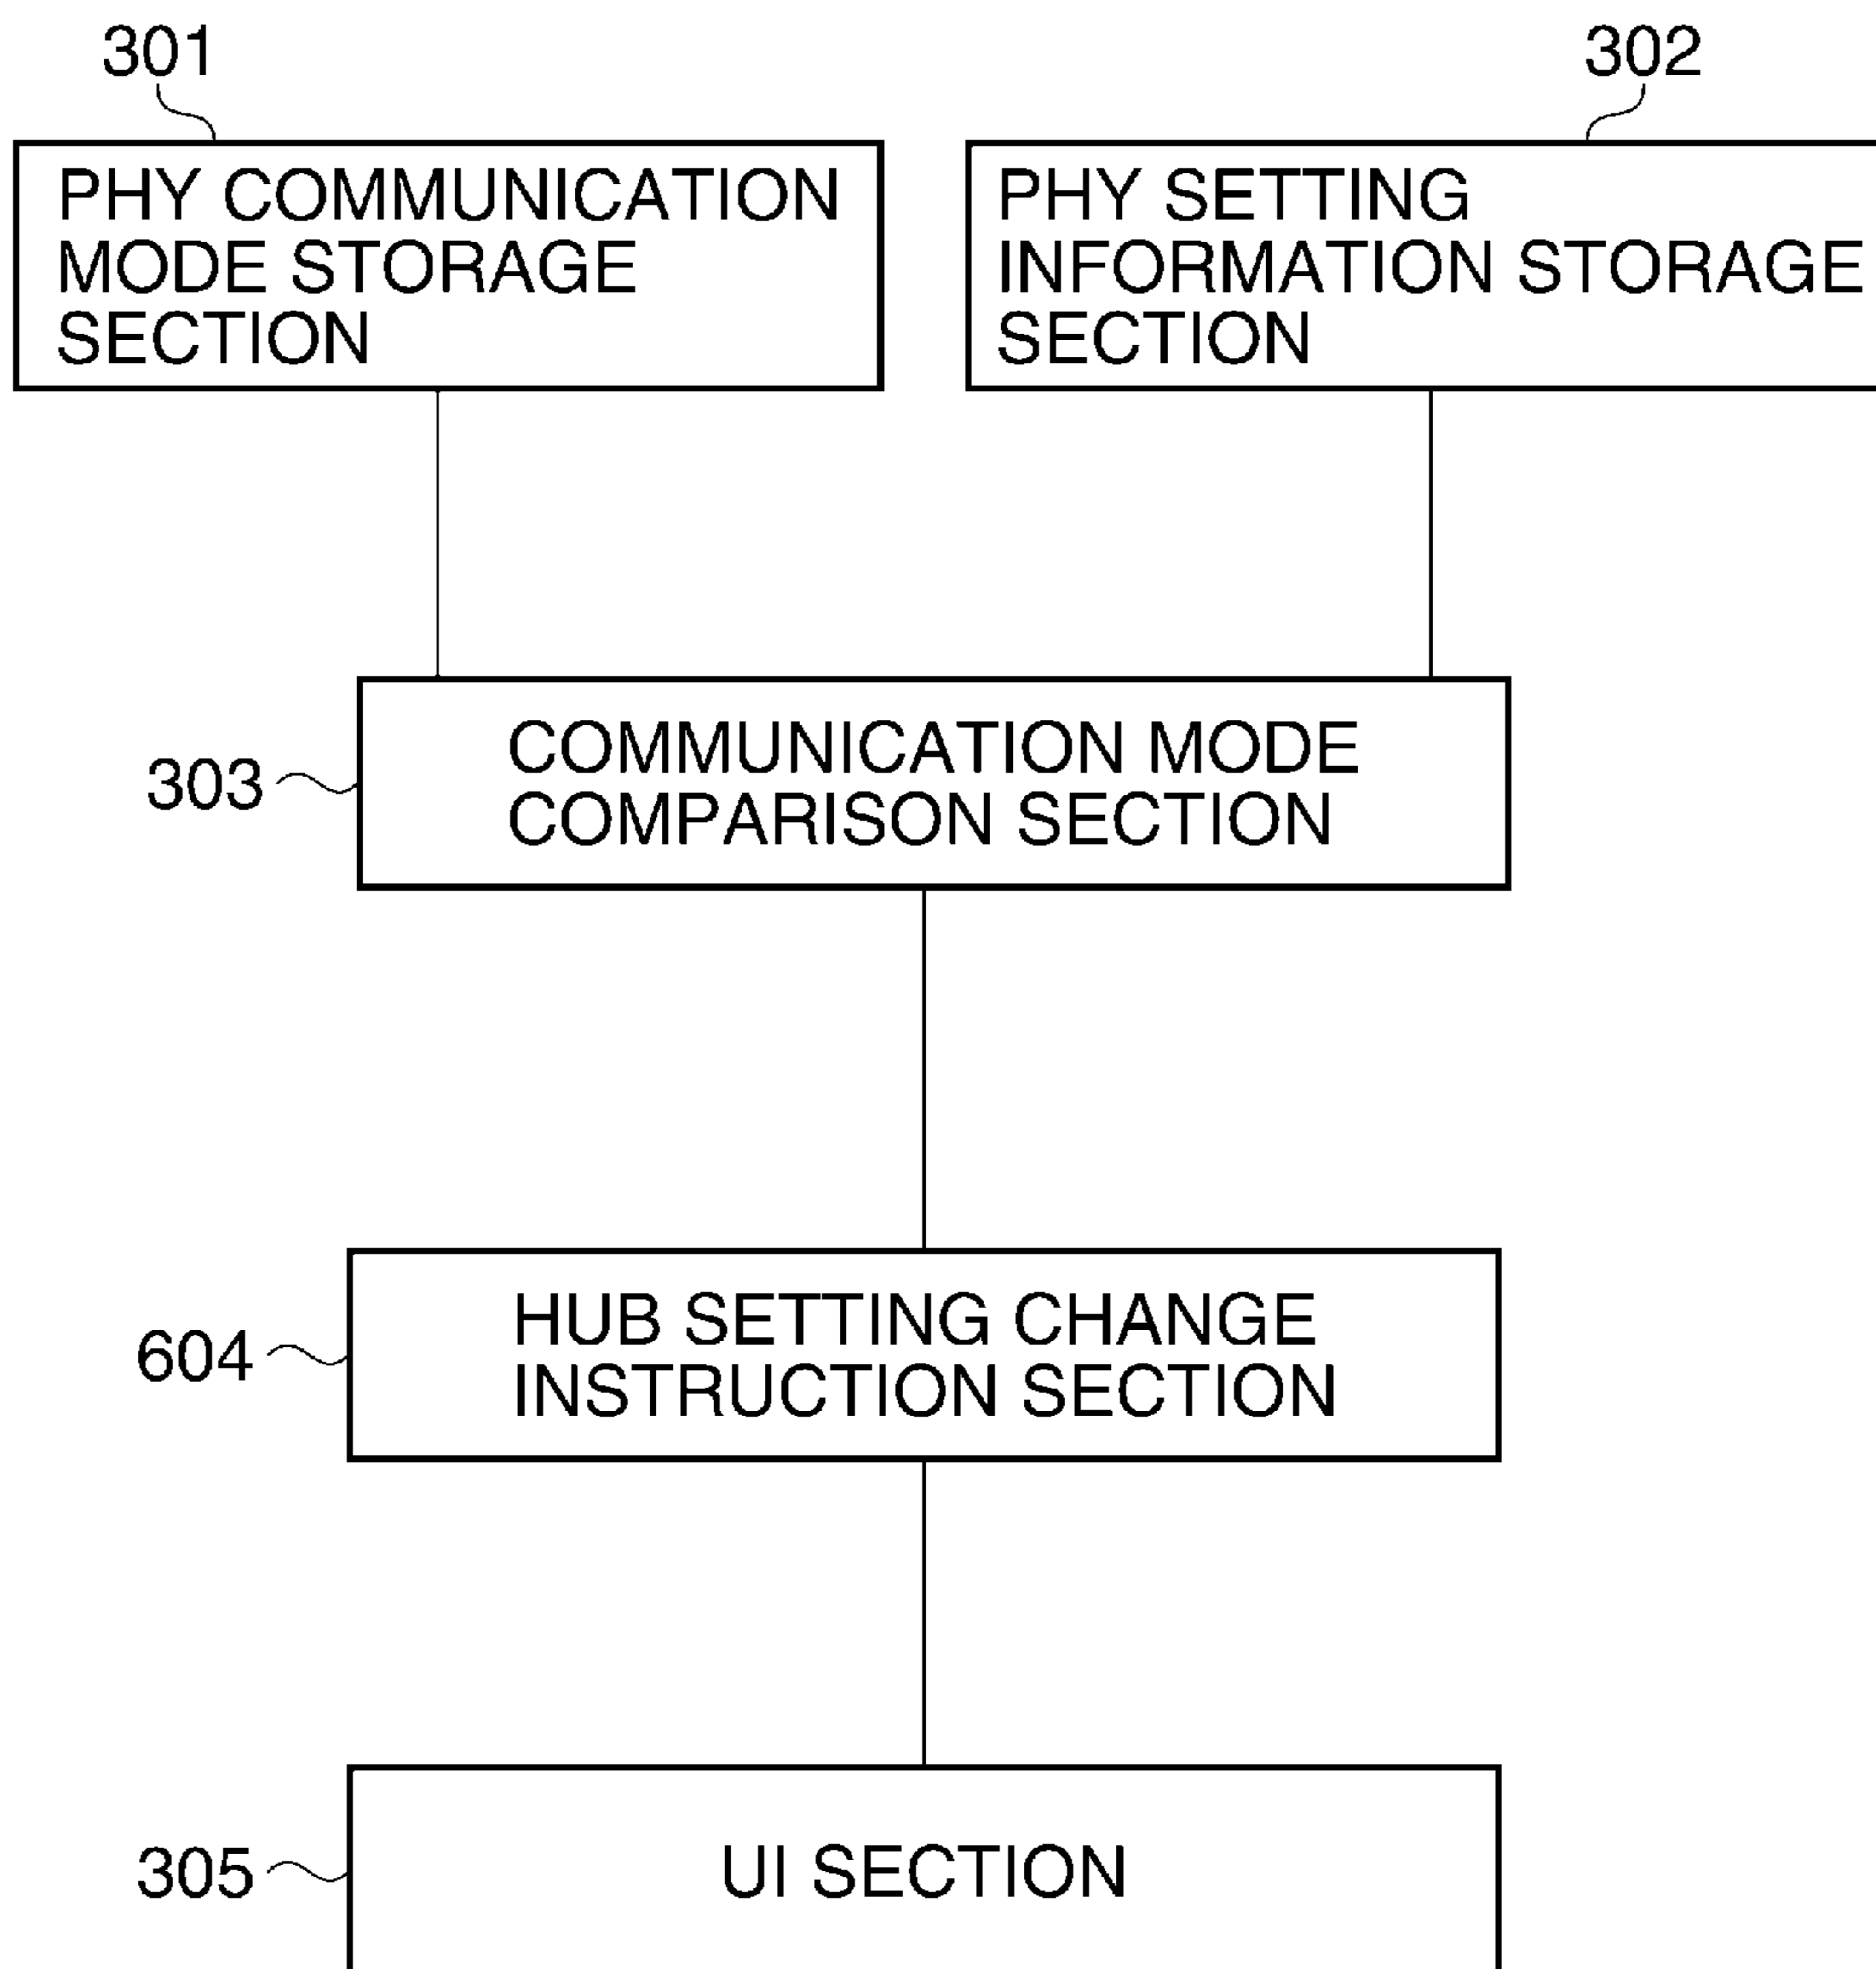 301
302
PHY COMMUNICATION
MODE STORAGE
SECTION
PHY SETTING
INFORMATION STORAGE
SECTION
303
COMMUNICATION MODE
COMPARISON SECTION
604
HUB SETTING CHANGE
INSTRUCTION SECTION
305
UI SECTION